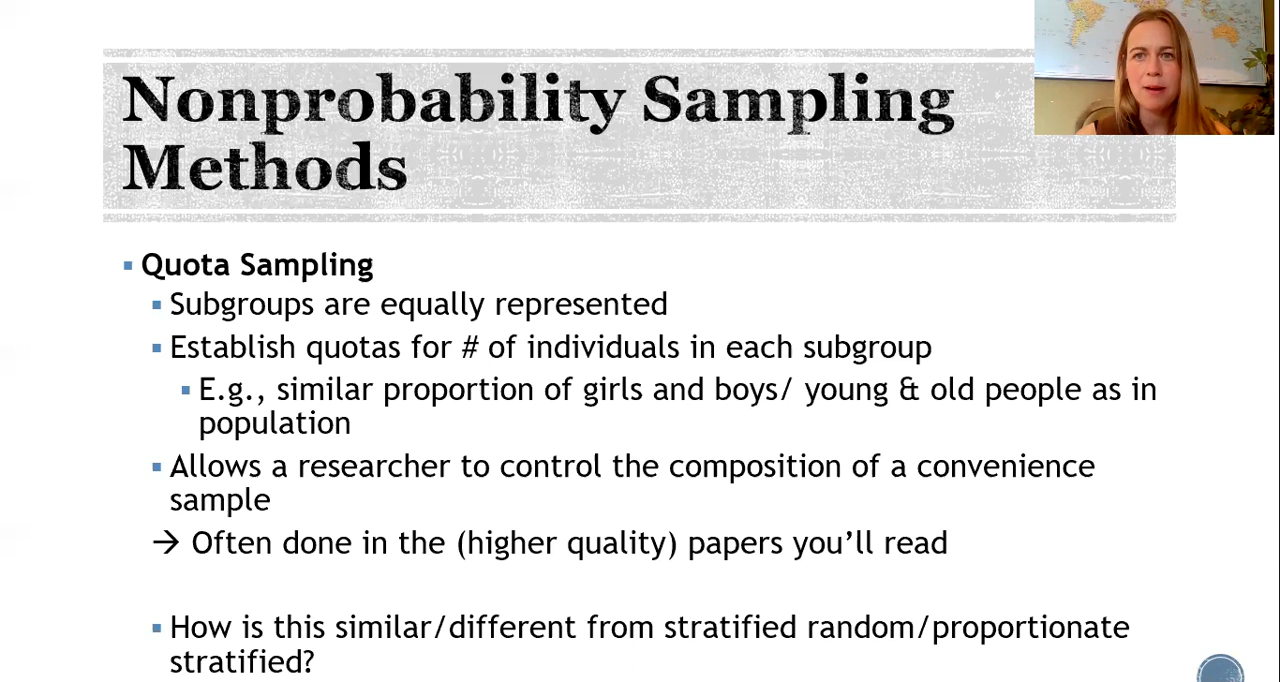 Nonprobability Sampling
Methods
▪ Quota Sampling
▪ Subgroups are equally represented
▪ Establish quotas for # of individuals in each subgroup
▪ E.g., similar proportion of girls and boys/ young & old people as in
population
▪ Allows a researcher to control the composition of a convenience
sample
→ Often done in the (higher quality) papers you’ll read
▪ How is this similar/different from stratified random/proportionate
stratified?